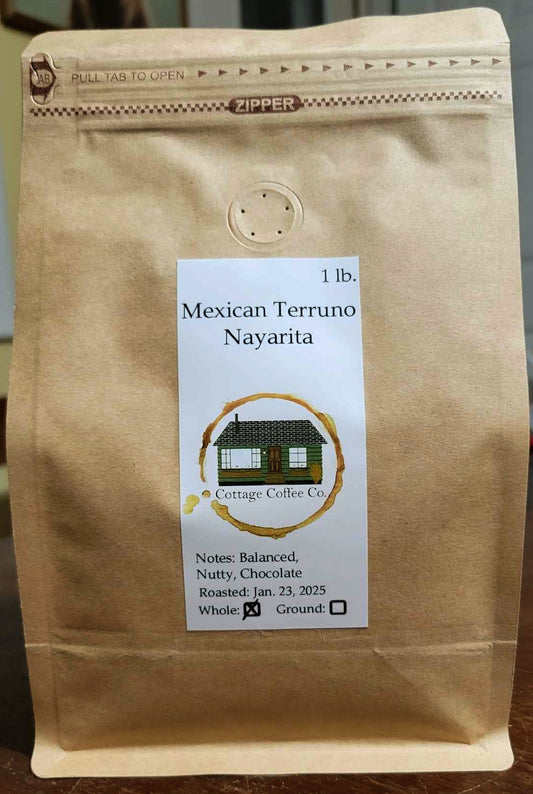 TAB PULL TAB TO OPEN
ZIPPER
1 lb.
Mexican Terruno
Nayarita
Cottage Coffee Co.
Notes: Balanced,
Nutty, Chocolate
Roasted: Jan. 23, 2025
Whole: Ground: